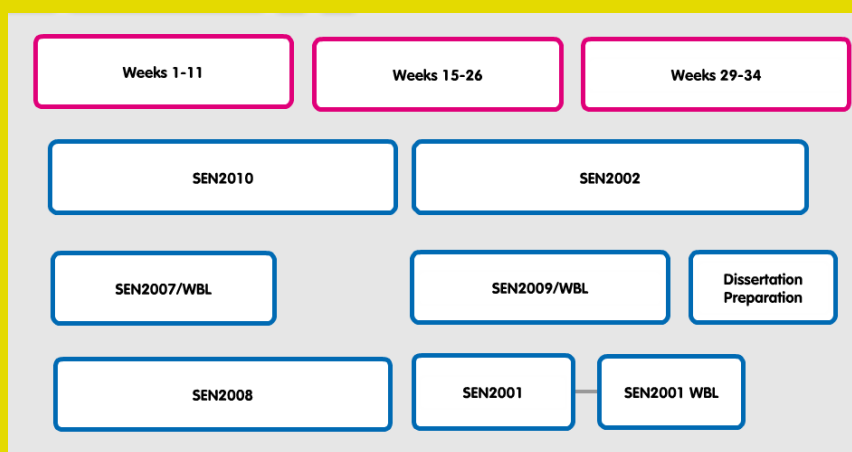 Weeks 1-11
Weeks 15-26
Weeks 29-34
SEN2010
SEN2002
SEN2007/WBL
SEN2009/WBL
Dissertation
Preparation
SEN2008
SEN2001
SEN2001 WBL